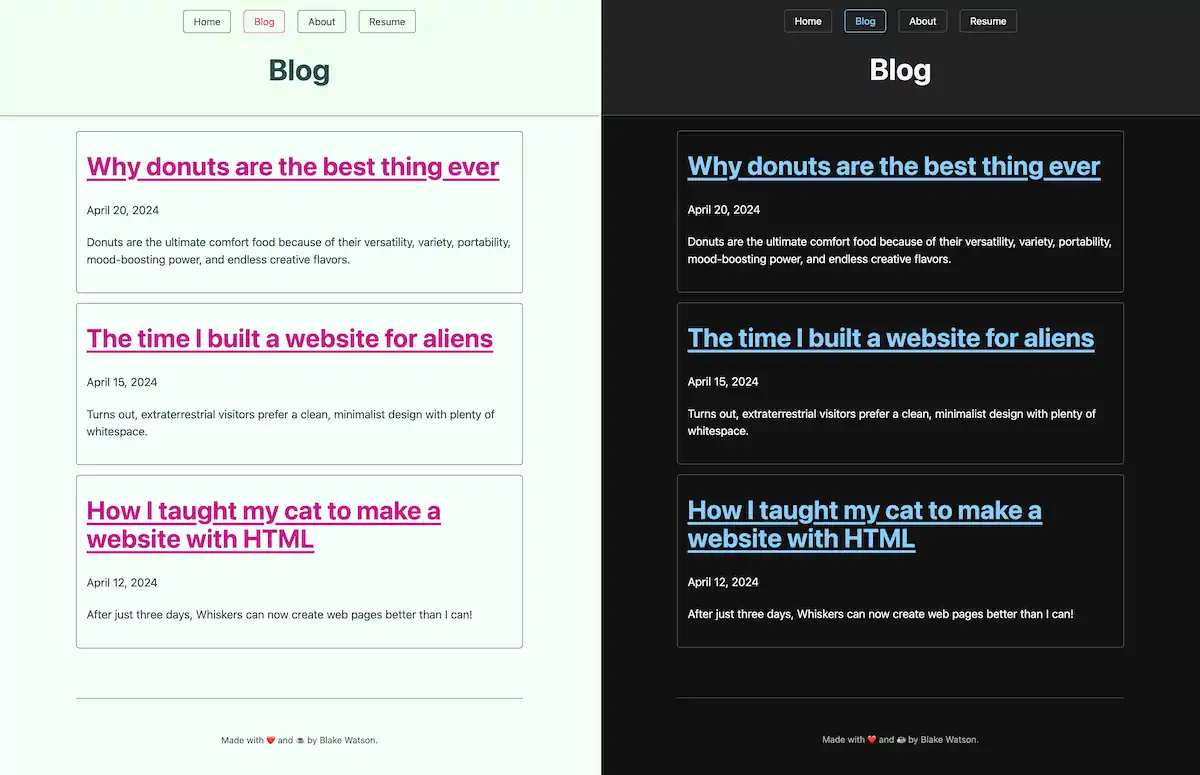 Home Blog About Resume
Blog
Why donuts are the best thing ever
April 20, 2024
Donuts are the ultimate comfort food because of their versatility, variety, portability,
mood-boosting power, and endless creative flavors.
The time I built a website for aliens
April 15, 2024
Turns out, extraterrestrial visitors prefer a clean, minimalist design with plenty of
whitespace.
How I taught my cat to make a
website with HTML
April 12, 2024
After just three days, Whiskers can now create web pages better than I can!
Made with ❤️ and by Blake Watson.
Home Blog About Resume
Blog
Why donuts are the best thing ever
April 20, 2024
Donuts are the ultimate comfort food because of their versatility, variety, portability,
mood-boosting power, and endless creative flavors.
The time I built a website for aliens
April 15, 2024
Turns out, extraterrestrial visitors prefer a clean, minimalist design with plenty of
whitespace.
How I taught my cat to make a
website with HTML
April 12, 2024
After just three days, Whiskers can now create web pages better than I can!
Made with ❤️ and by Blake Watson.